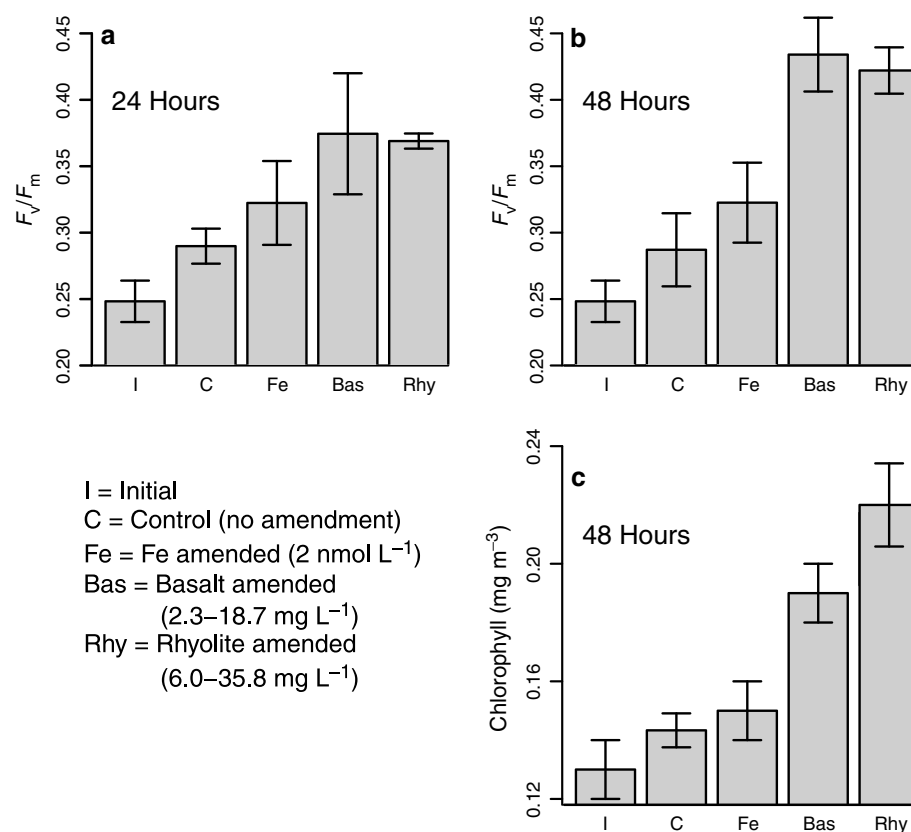 a
24 Hours
F_v/F_m
0.45
0.40
0.35
0.30
0.25
0.20
I C Fe Bas Rhy
b
48 Hours
F_v/F_m
0.45
0.40
0.35
0.30
0.25
0.20
I C Fe Bas Rhy
I = Initial
C = Control (no amendment)
Fe = Fe amended (2 nmol L⁻¹)
Bas = Basalt amended
(2.3–18.7 mg L⁻¹)
Rhy = Rhyolite amended
(6.0–35.8 mg L⁻¹)
c
48 Hours
Chlorophyll (mg m⁻³)
0.24
0.20
0.16
0.12
I C Fe Bas Rhy